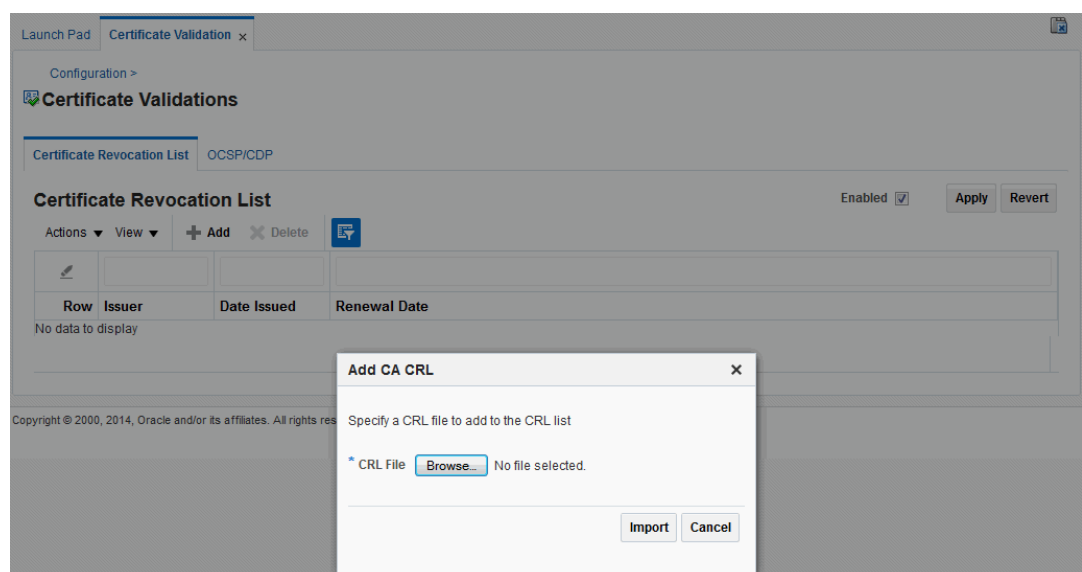 Launch Pad Certificate Validation x
Configuration >
Certificate Validations
Certificate Revocation List OCSP/CDP
Certificate Revocation List Enabled Apply Revert
Actions View Add Delete
Row Issuer Date Issued Renewal Date
No data to display
Add CA CRL
Copyright © 2000, 2014, Oracle and/or its affiliates. All rights res
Specify a CRL file to add to the CRL list
* CRL File Browse... No file selected.
Import Cancel